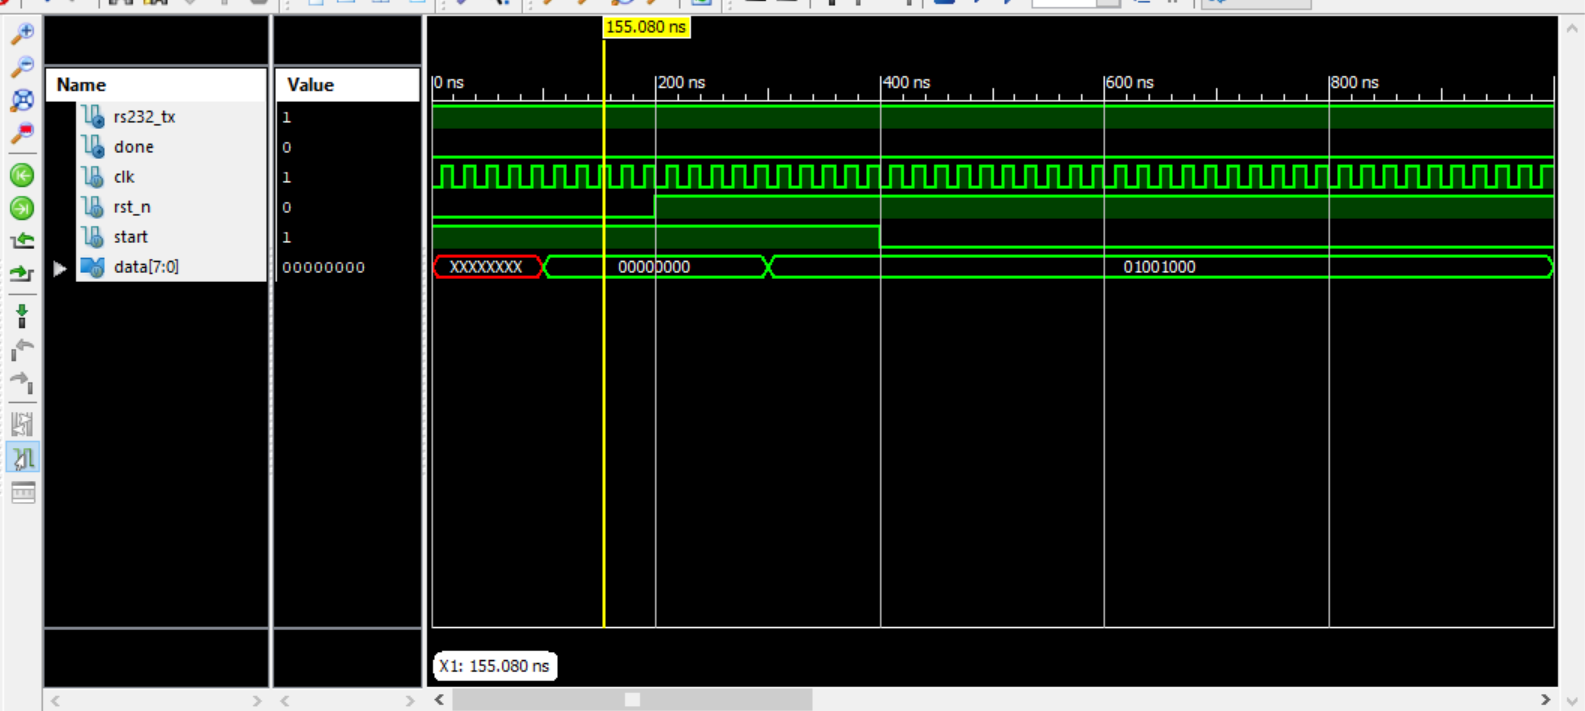 155.080 ns
Name Value 0 ns 200 ns 400 ns 600 ns 800 ns
rs232_tx 1
done 0
clk 1
rst_n 0
start 1
data[7:0] 00000000 XXXXXXXX 00000000 01001000
X1: 155.080 ns